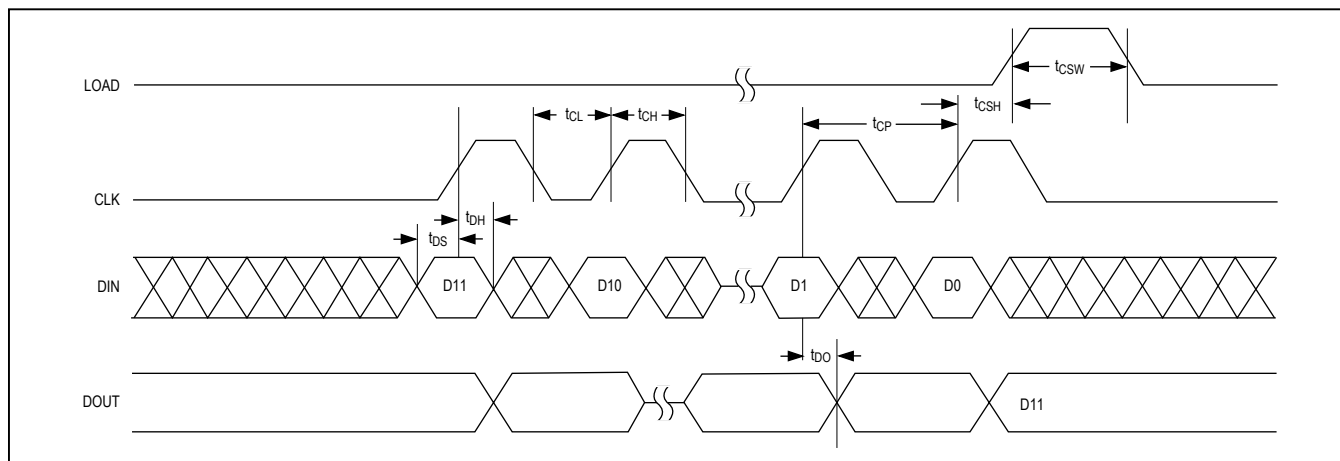 LOAD
tCSW
tCSH
tCL
tCH
tCP
CLK
tDH
tDS
DIN
D11
D10
D1
D0
tDO
DOUT
D11